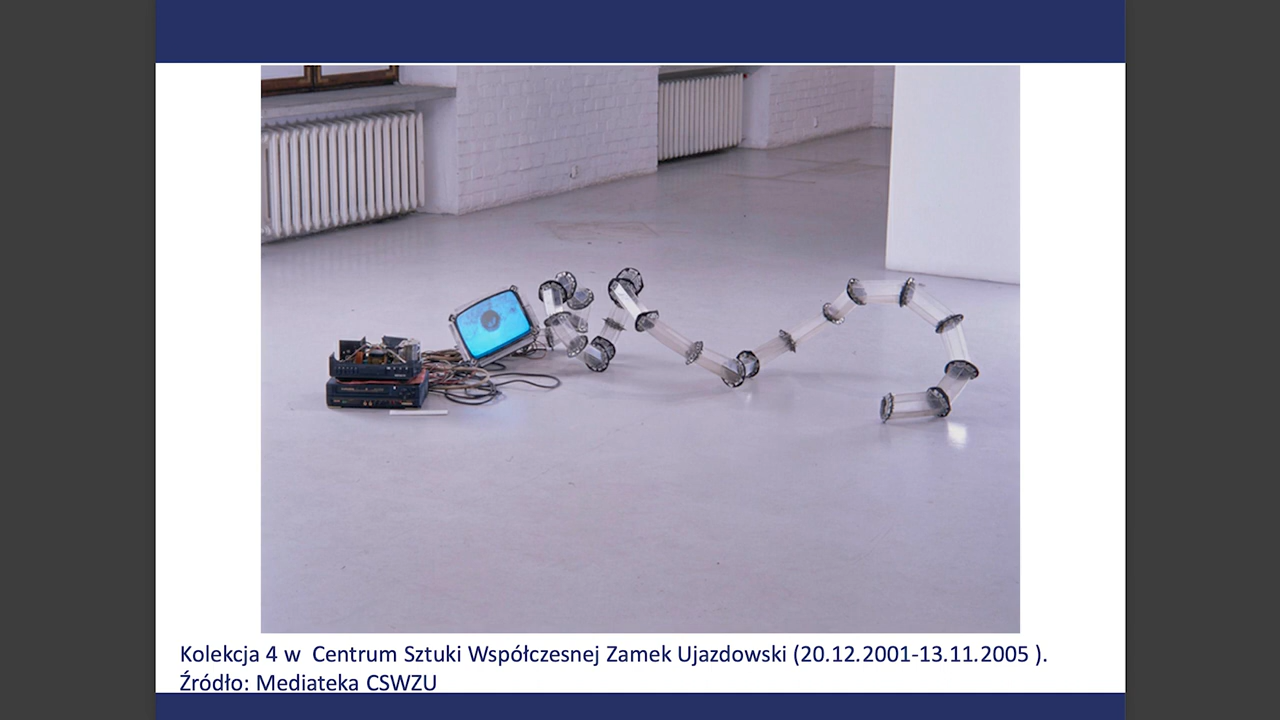 Kolekcja 4 w  Centrum Sztuki Współczesnej Zamek Ujazdowski (20.12.2001-13.11.2005 ).
Źródło: Mediateka CSWZU